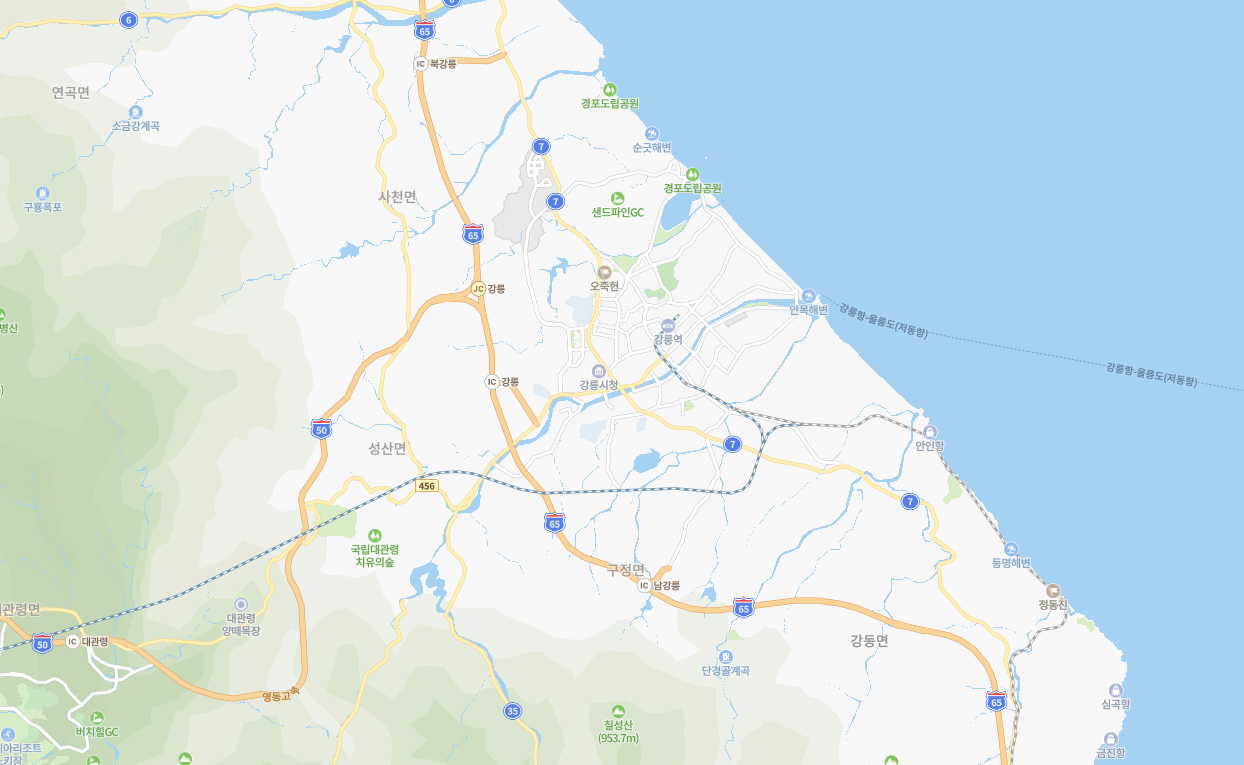 6
6
65
IC 북강릉
연곡면
경포도립공원
소금강계곡
순긋해변
7
경포도립공원
구룡폭포
사천면
7
샌드파인GC
65
오죽헌
JC 강릉
안목해변
강릉항-울릉도(저동항)
병산
강릉역
강릉항-울릉도(저동항)
IC 강릉
강릉시청
)
50
안인항
성산면
7
456
7
65
국립대관령
치유의숲
등명해변
구정면
IC 남강릉
정동진
관령면
65
대관령
양떼목장
50
IC 대관령
강동면
단경골계곡
영동고속
65
심곡항
35
버치힐GC
칠성산
(953.7m)
금진항
아리조트
스키장